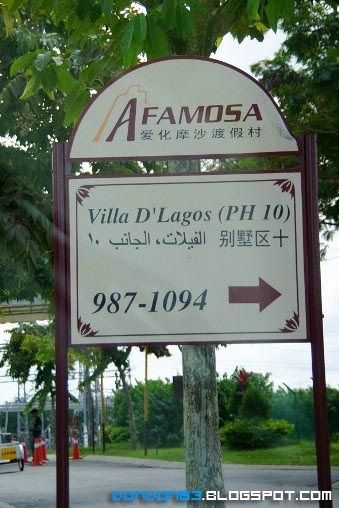 A FAMOSA
爱化摩沙渡假村
Villa D'Lagos (PH 10)
الفيلات، الجانب ١٠ 别墅区十
987-1094
DONDON83.BLOGSPOT.COM